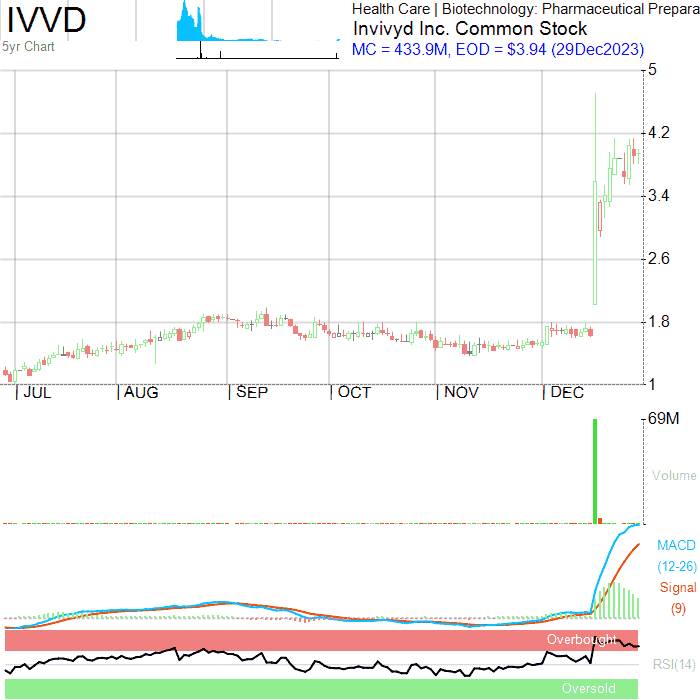 IVVD
5yr Chart
Health Care | Biotechnology: Pharmaceutical Prepara
Invivyd Inc. Common Stock
MC = 433.9M, EOD = $3.94 (29Dec2023)
5
4.2
3.4
2.6
1.8
1
JUL AUG SEP OCT NOV DEC
69M
Volume
MACD
(12-26)
Signal
(9)
Overbought
RSI(14)
Oversold